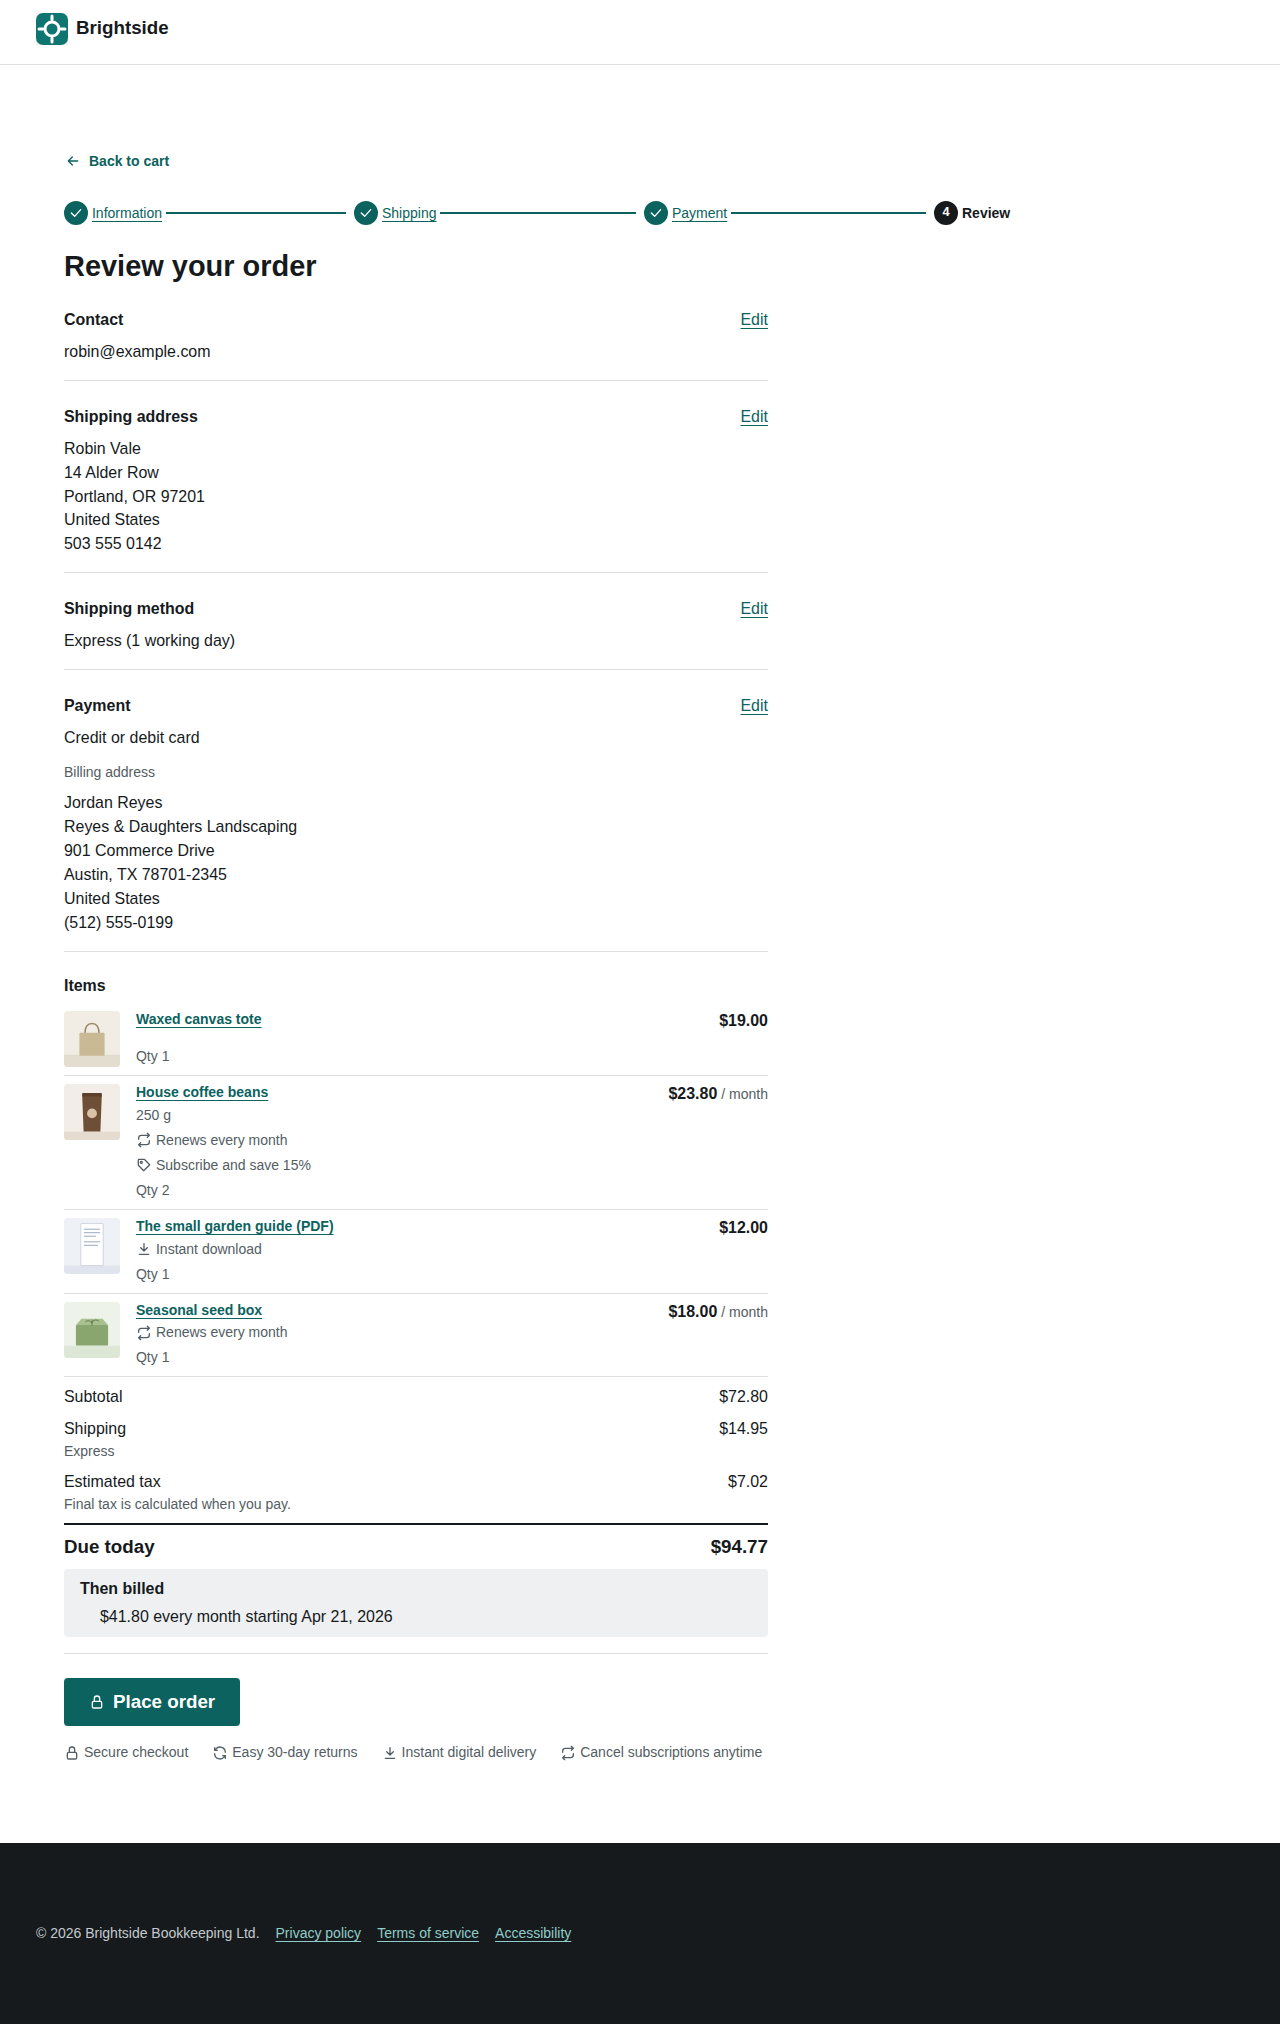 Brightside
Back to cart
Information
Shipping
Payment
4 Review
Review your order
Contact Edit
robin@example.com
Shipping address Edit
Robin Vale
14 Alder Row
Portland, OR 97201
United States
503 555 0142
Shipping method Edit
Express (1 working day)
Payment Edit
Credit or debit card
Billing address
Jordan Reyes
Reyes & Daughters Landscaping
901 Commerce Drive
Austin, TX 78701-2345
United States
(512) 555-0199
Items
Waxed canvas tote $19.00
Qty 1
House coffee beans $23.80 / month
250 g
Renews every month
Subscribe and save 15%
Qty 2
The small garden guide (PDF) $12.00
Instant download
Qty 1
Seasonal seed box $18.00 / month
Renews every month
Qty 1
Subtotal $72.80
Shipping $14.95
Express
Estimated tax $7.02
Final tax is calculated when you pay.
Due today $94.77
Then billed
$41.80 every month starting Apr 21, 2026
Place order
Secure checkout Easy 30-day returns Instant digital delivery Cancel subscriptions anytime
© 2026 Brightside Bookkeeping Ltd. Privacy policy Terms of service Accessibility